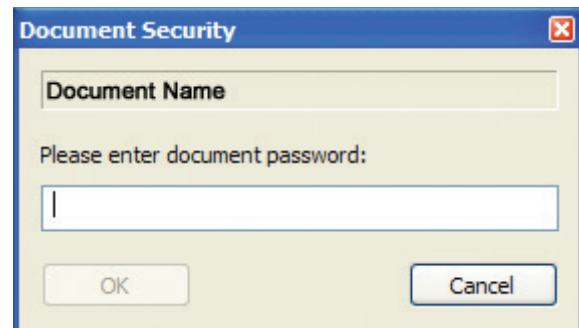 Document Security
Document Name
Please enter document password:
OK
Cancel